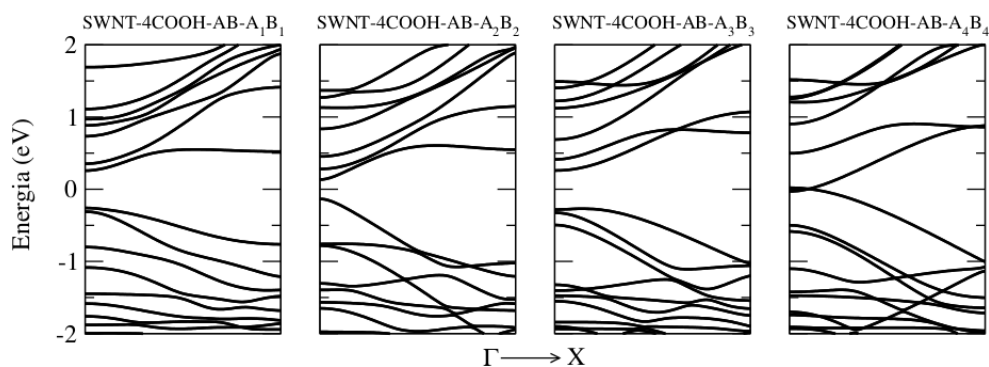 SWNT-4COOH-AB-A₁B₁ SWNT-4COOH-AB-A₂B₂ SWNT-4COOH-AB-A₃B₃ SWNT-4COOH-AB-A₄B₄
2
1
0
-1
-2
Energia (eV)
Γ → X